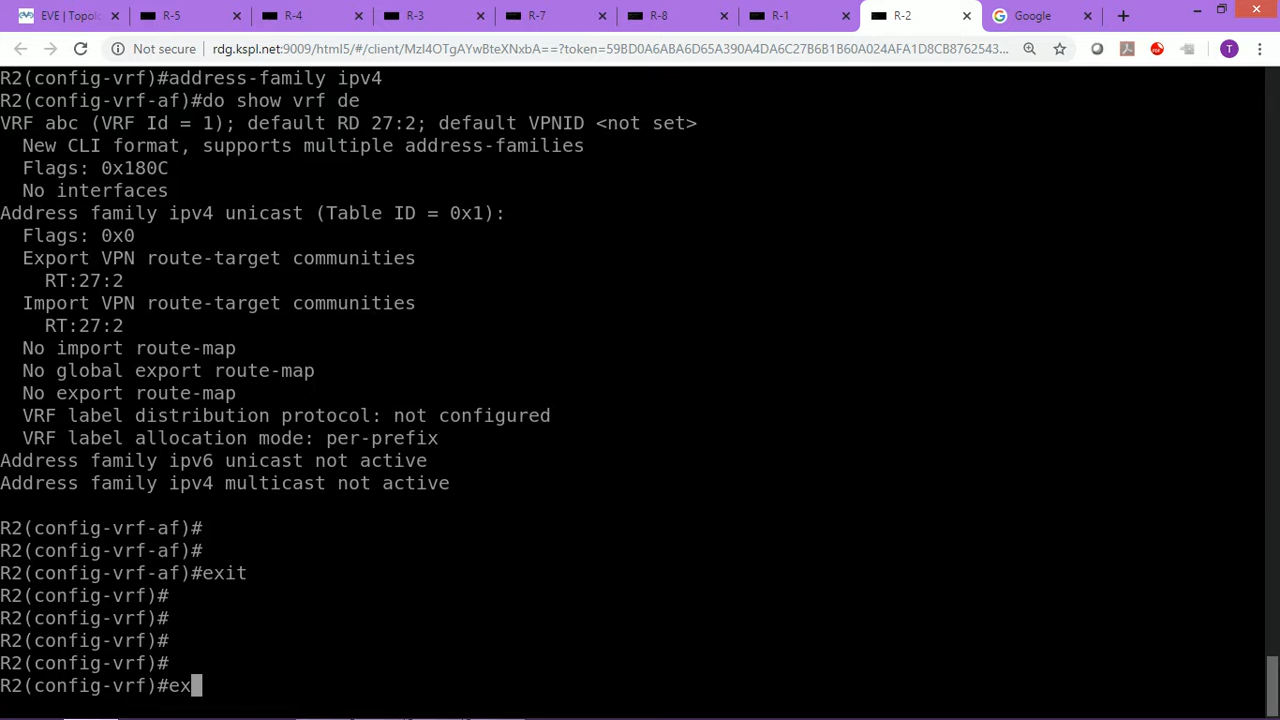 EVE | Topol
R-5
R-4
R-3
R-7
R-8
R-1
R-2
Google
Not secure
rdg.kspl.net:9009/html5/#/client/MzI4OTgAYwBteXNxbA==?token=59BD0A6ABA6D65A390A4DA6C27B6B1B60A024AFA1D8CB8762543...
T
R2(config-vrf)#address-family ipv4
R2(config-vrf-af)#do show vrf de
VRF abc (VRF Id = 1); default RD 27:2; default VPNID <not set>
  New CLI format, supports multiple address-families
  Flags: 0x180C
  No interfaces
Address family ipv4 unicast (Table ID = 0x1):
  Flags: 0x0
  Export VPN route-target communities
    RT:27:2
  Import VPN route-target communities
    RT:27:2
  No import route-map
  No global export route-map
  No export route-map
  VRF label distribution protocol: not configured
  VRF label allocation mode: per-prefix
Address family ipv6 unicast not active
Address family ipv4 multicast not active
R2(config-vrf-af)#
R2(config-vrf-af)#
R2(config-vrf-af)#exit
R2(config-vrf)#
R2(config-vrf)#
R2(config-vrf)#
R2(config-vrf)#
R2(config-vrf)#ex